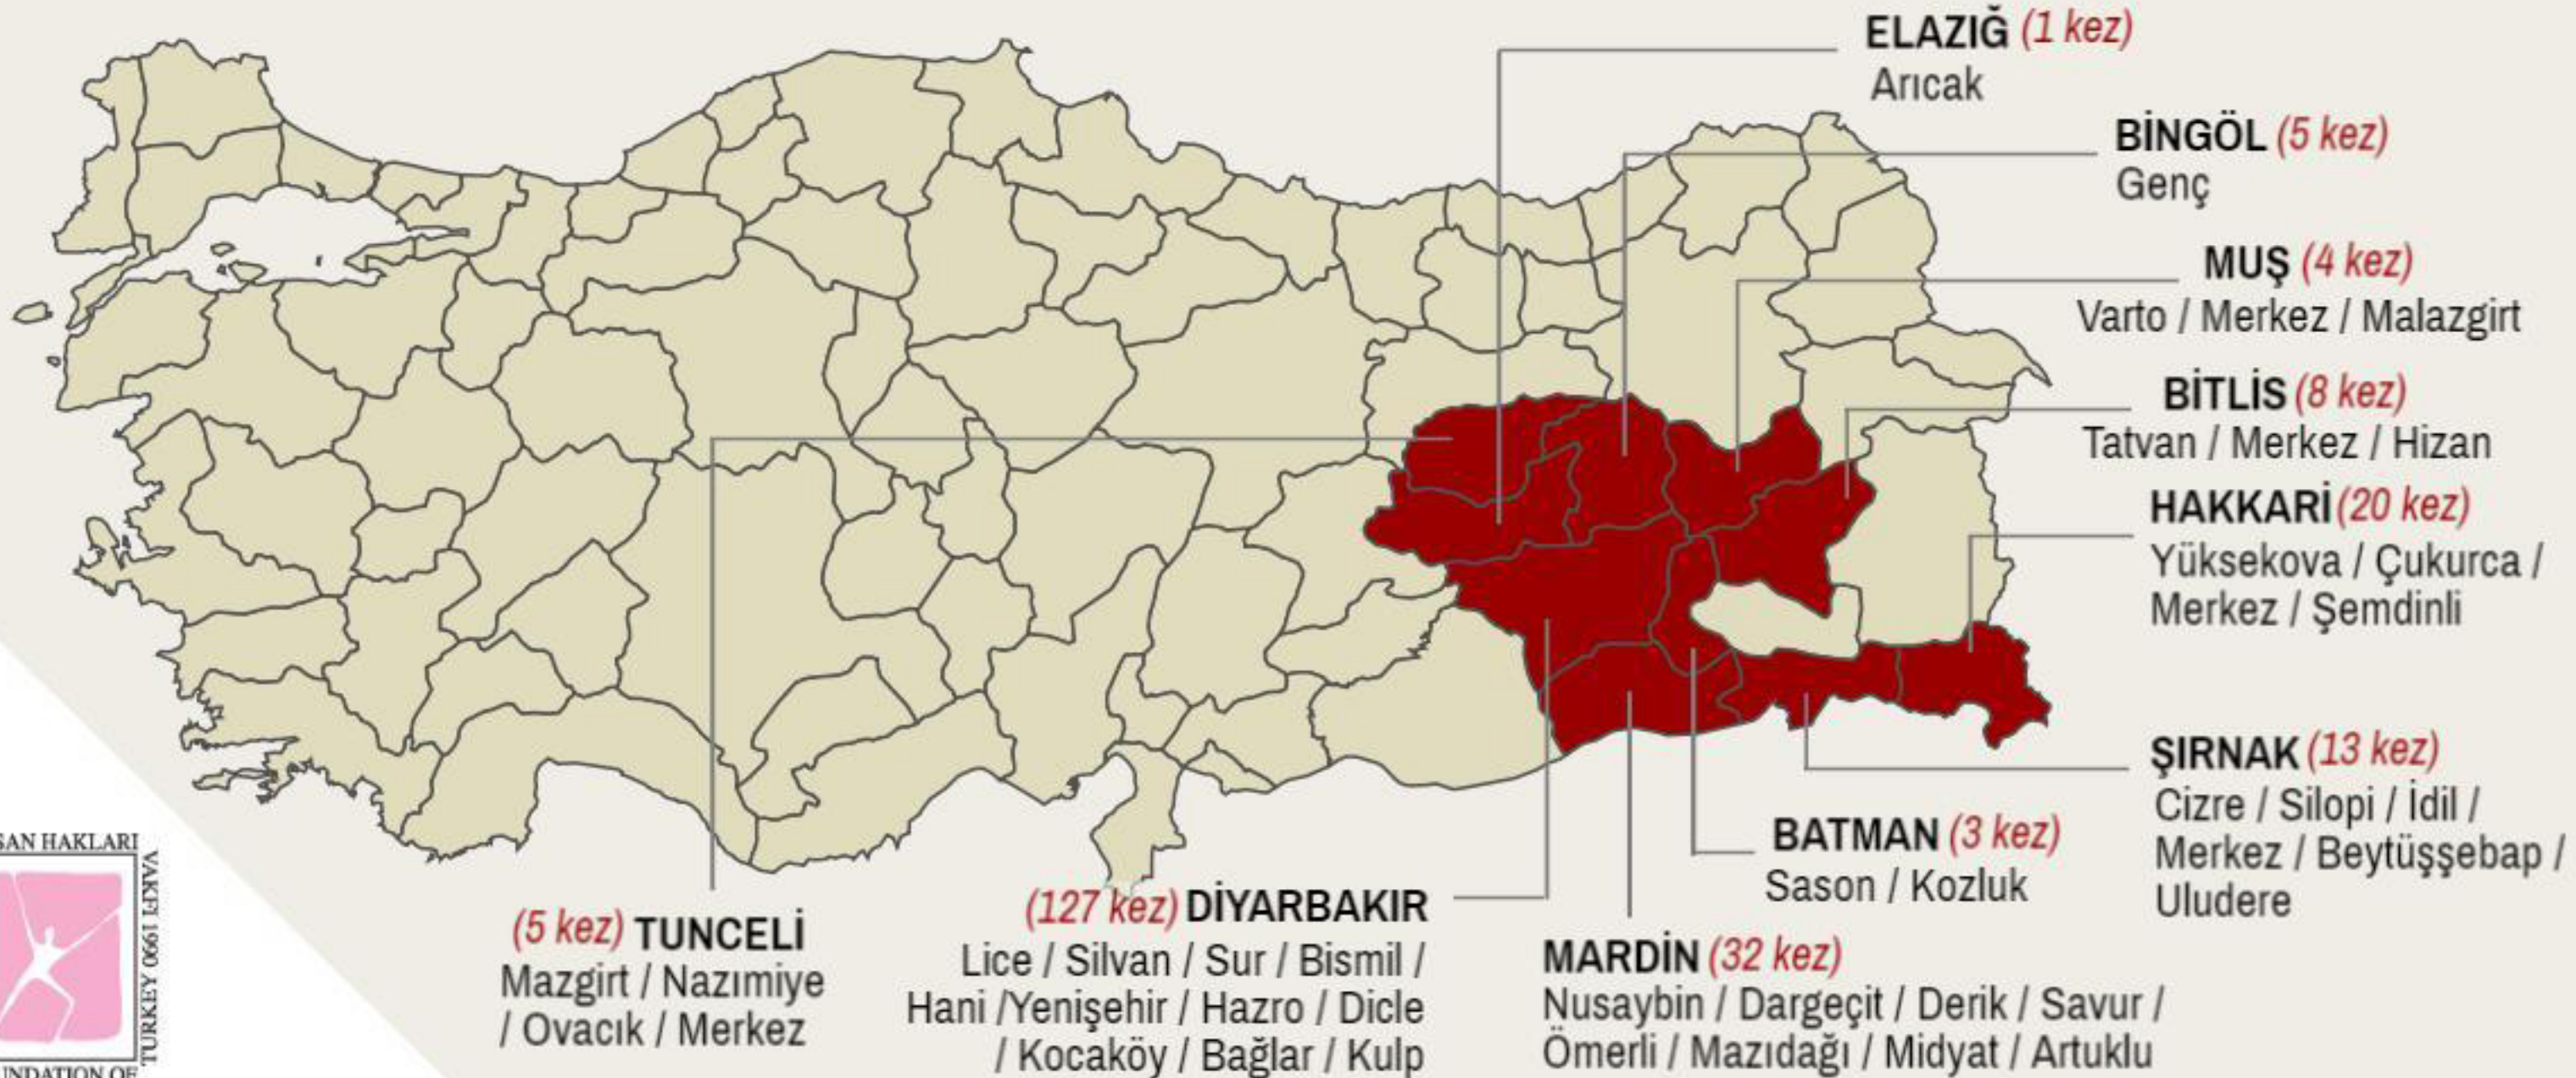 ELAZIĞ (1 kez)
Arıcak
BİNGÖL (5 kez)
Genç
MUŞ (4 kez)
Varto / Merkez / Malazgirt
BİTLİS (8 kez)
Tatvan / Merkez / Hizan
HAKKARİ (20 kez)
Yüksekova / Çukurca /
Merkez / Şemdinli
ŞIRNAK (13 kez)
Cizre / Silopi / İdil /
Merkez / Beytüşşebap /
Uludere
BATMAN (3 kez)
Sason / Kozluk
MARDİN (32 kez)
Nusaybin / Dargeçit / Derik / Savur /
Ömerli / Mazıdağı / Midyat / Artuklu
(127 kez) DİYARBAKIR
Lice / Silvan / Sur / Bismil /
Hani /Yenişehir / Hazro / Dicle
/ Kocaköy / Bağlar / Kulp
(5 kez) TUNCELİ
Mazgirt / Nazımiye
/ Ovacık / Merkez
SAN HAKLARI
VAKFI 1990 TURKEY
UNDATION OF